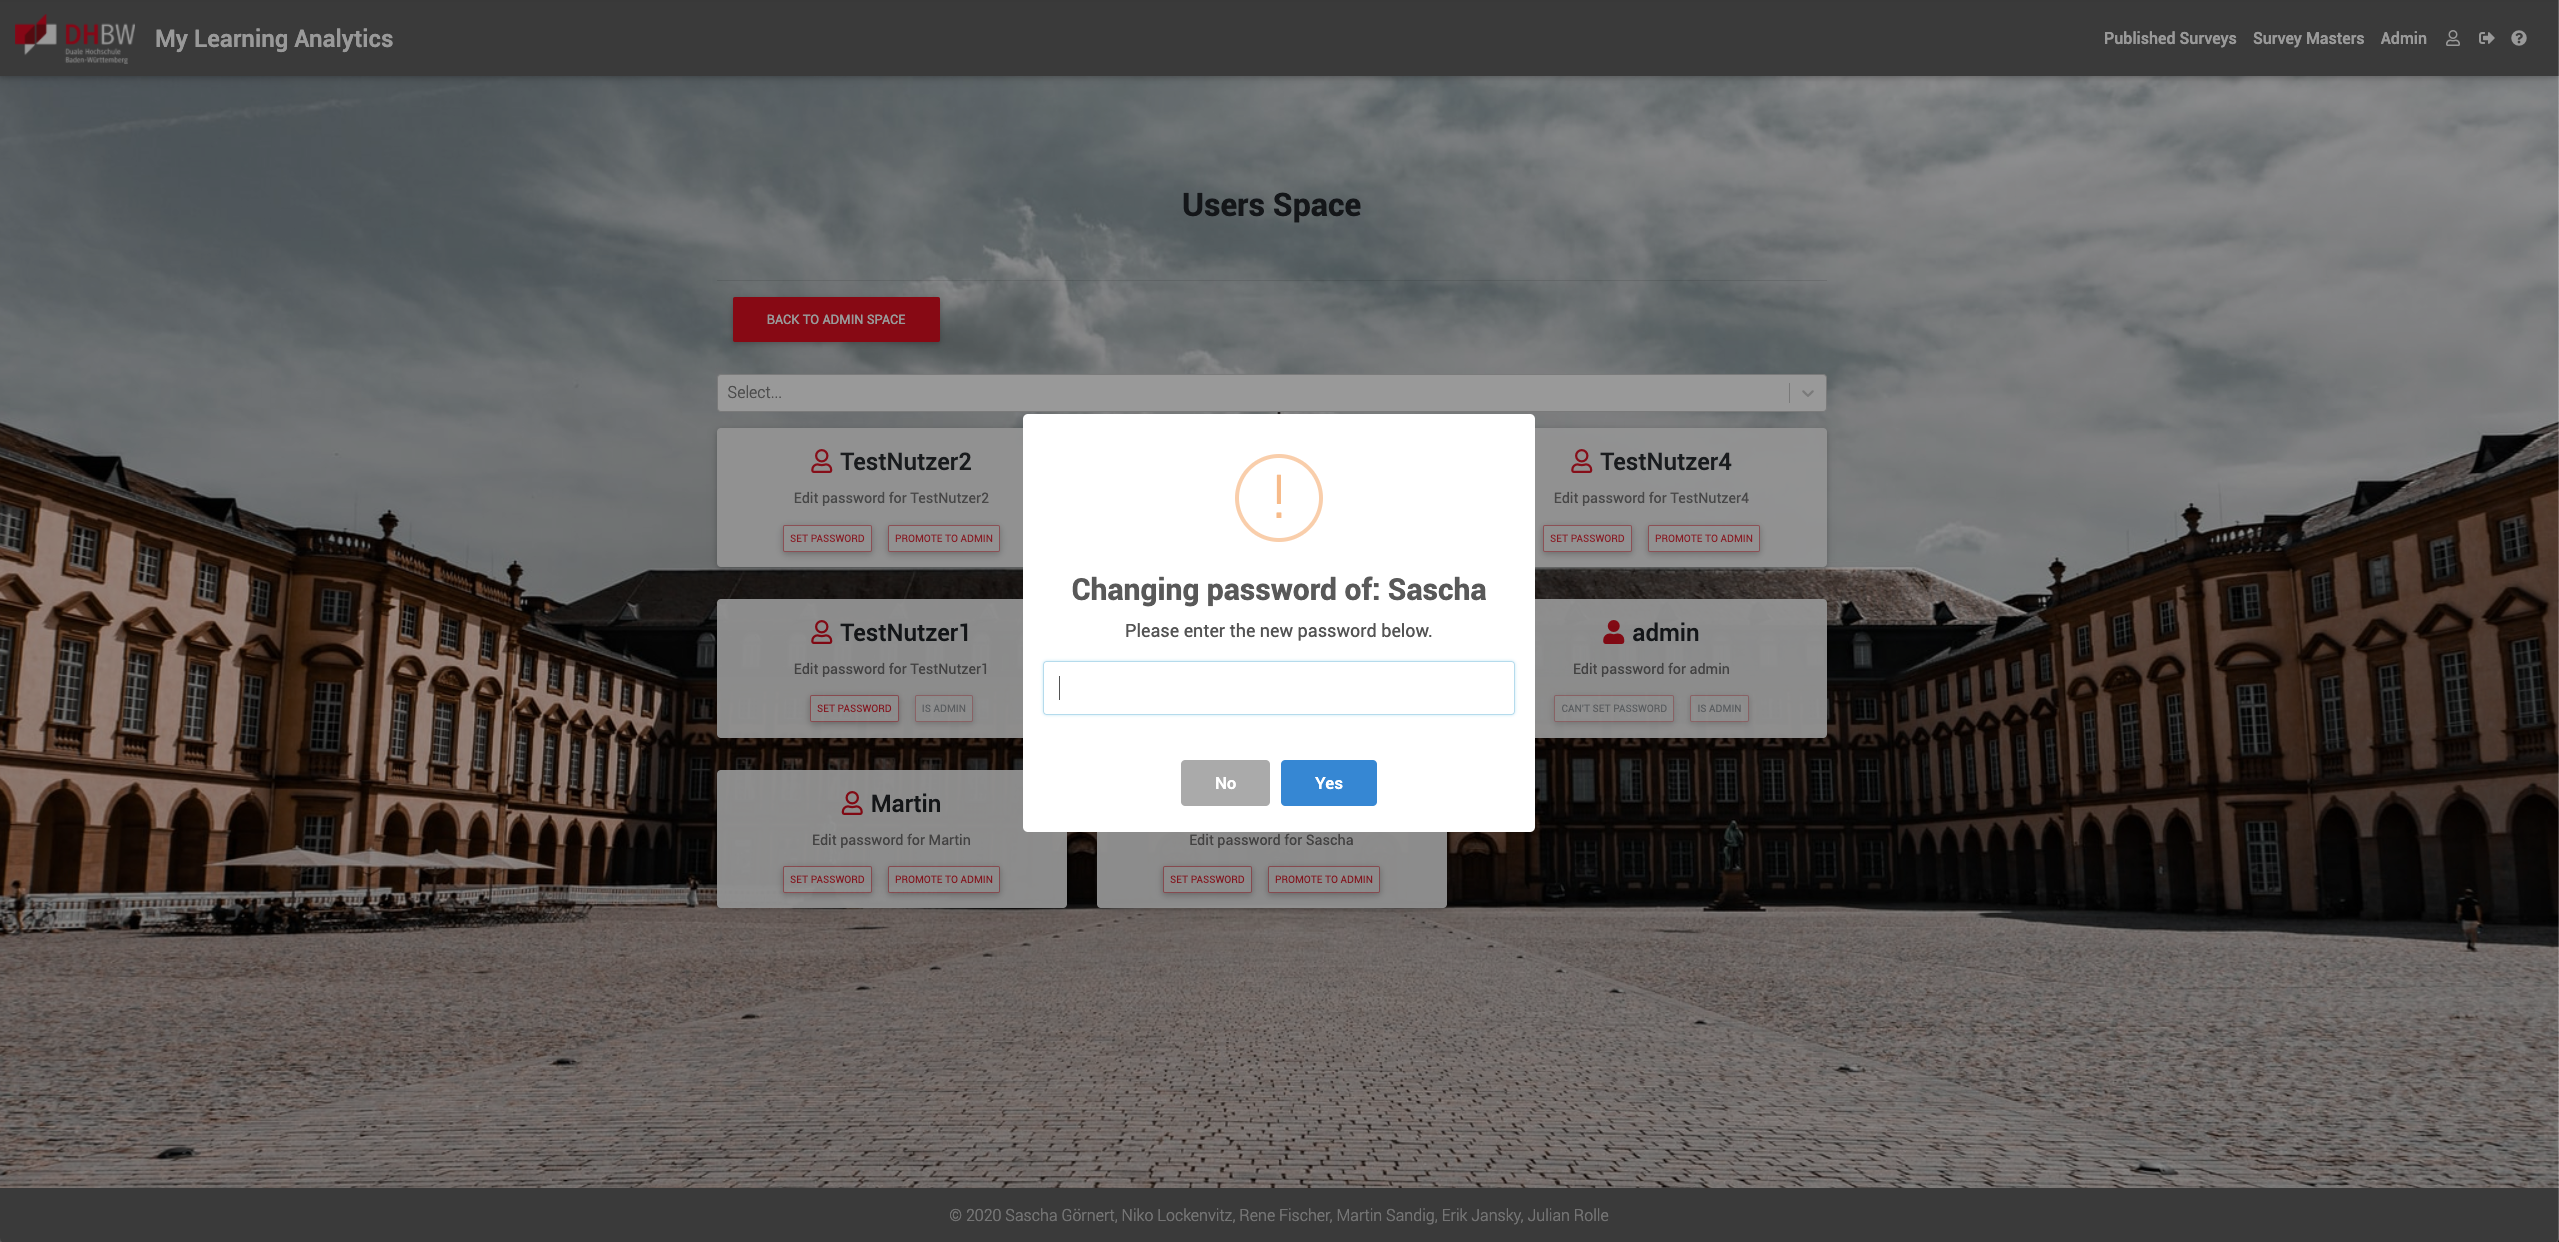 DHBW
Duale Hochschule
Baden-Württemberg
My Learning Analytics
Published Surveys
Survey Masters
Admin
Users Space
BACK TO ADMIN SPACE
Select...
TestNutzer2
Edit password for TestNutzer2
SET PASSWORD
PROMOTE TO ADMIN
TestNutzer4
Edit password for TestNutzer4
SET PASSWORD
PROMOTE TO ADMIN
!
Changing password of: Sascha
Please enter the new password below.
No
Yes
TestNutzer1
Edit password for TestNutzer1
SET PASSWORD
IS ADMIN
admin
Edit password for admin
CAN'T SET PASSWORD
IS ADMIN
Martin
Edit password for Martin
SET PASSWORD
PROMOTE TO ADMIN
Edit password for Sascha
SET PASSWORD
PROMOTE TO ADMIN
© 2020 Sascha Görnert, Niko Lockenvitz, Rene Fischer, Martin Sandig, Erik Jansky, Julian Rolle